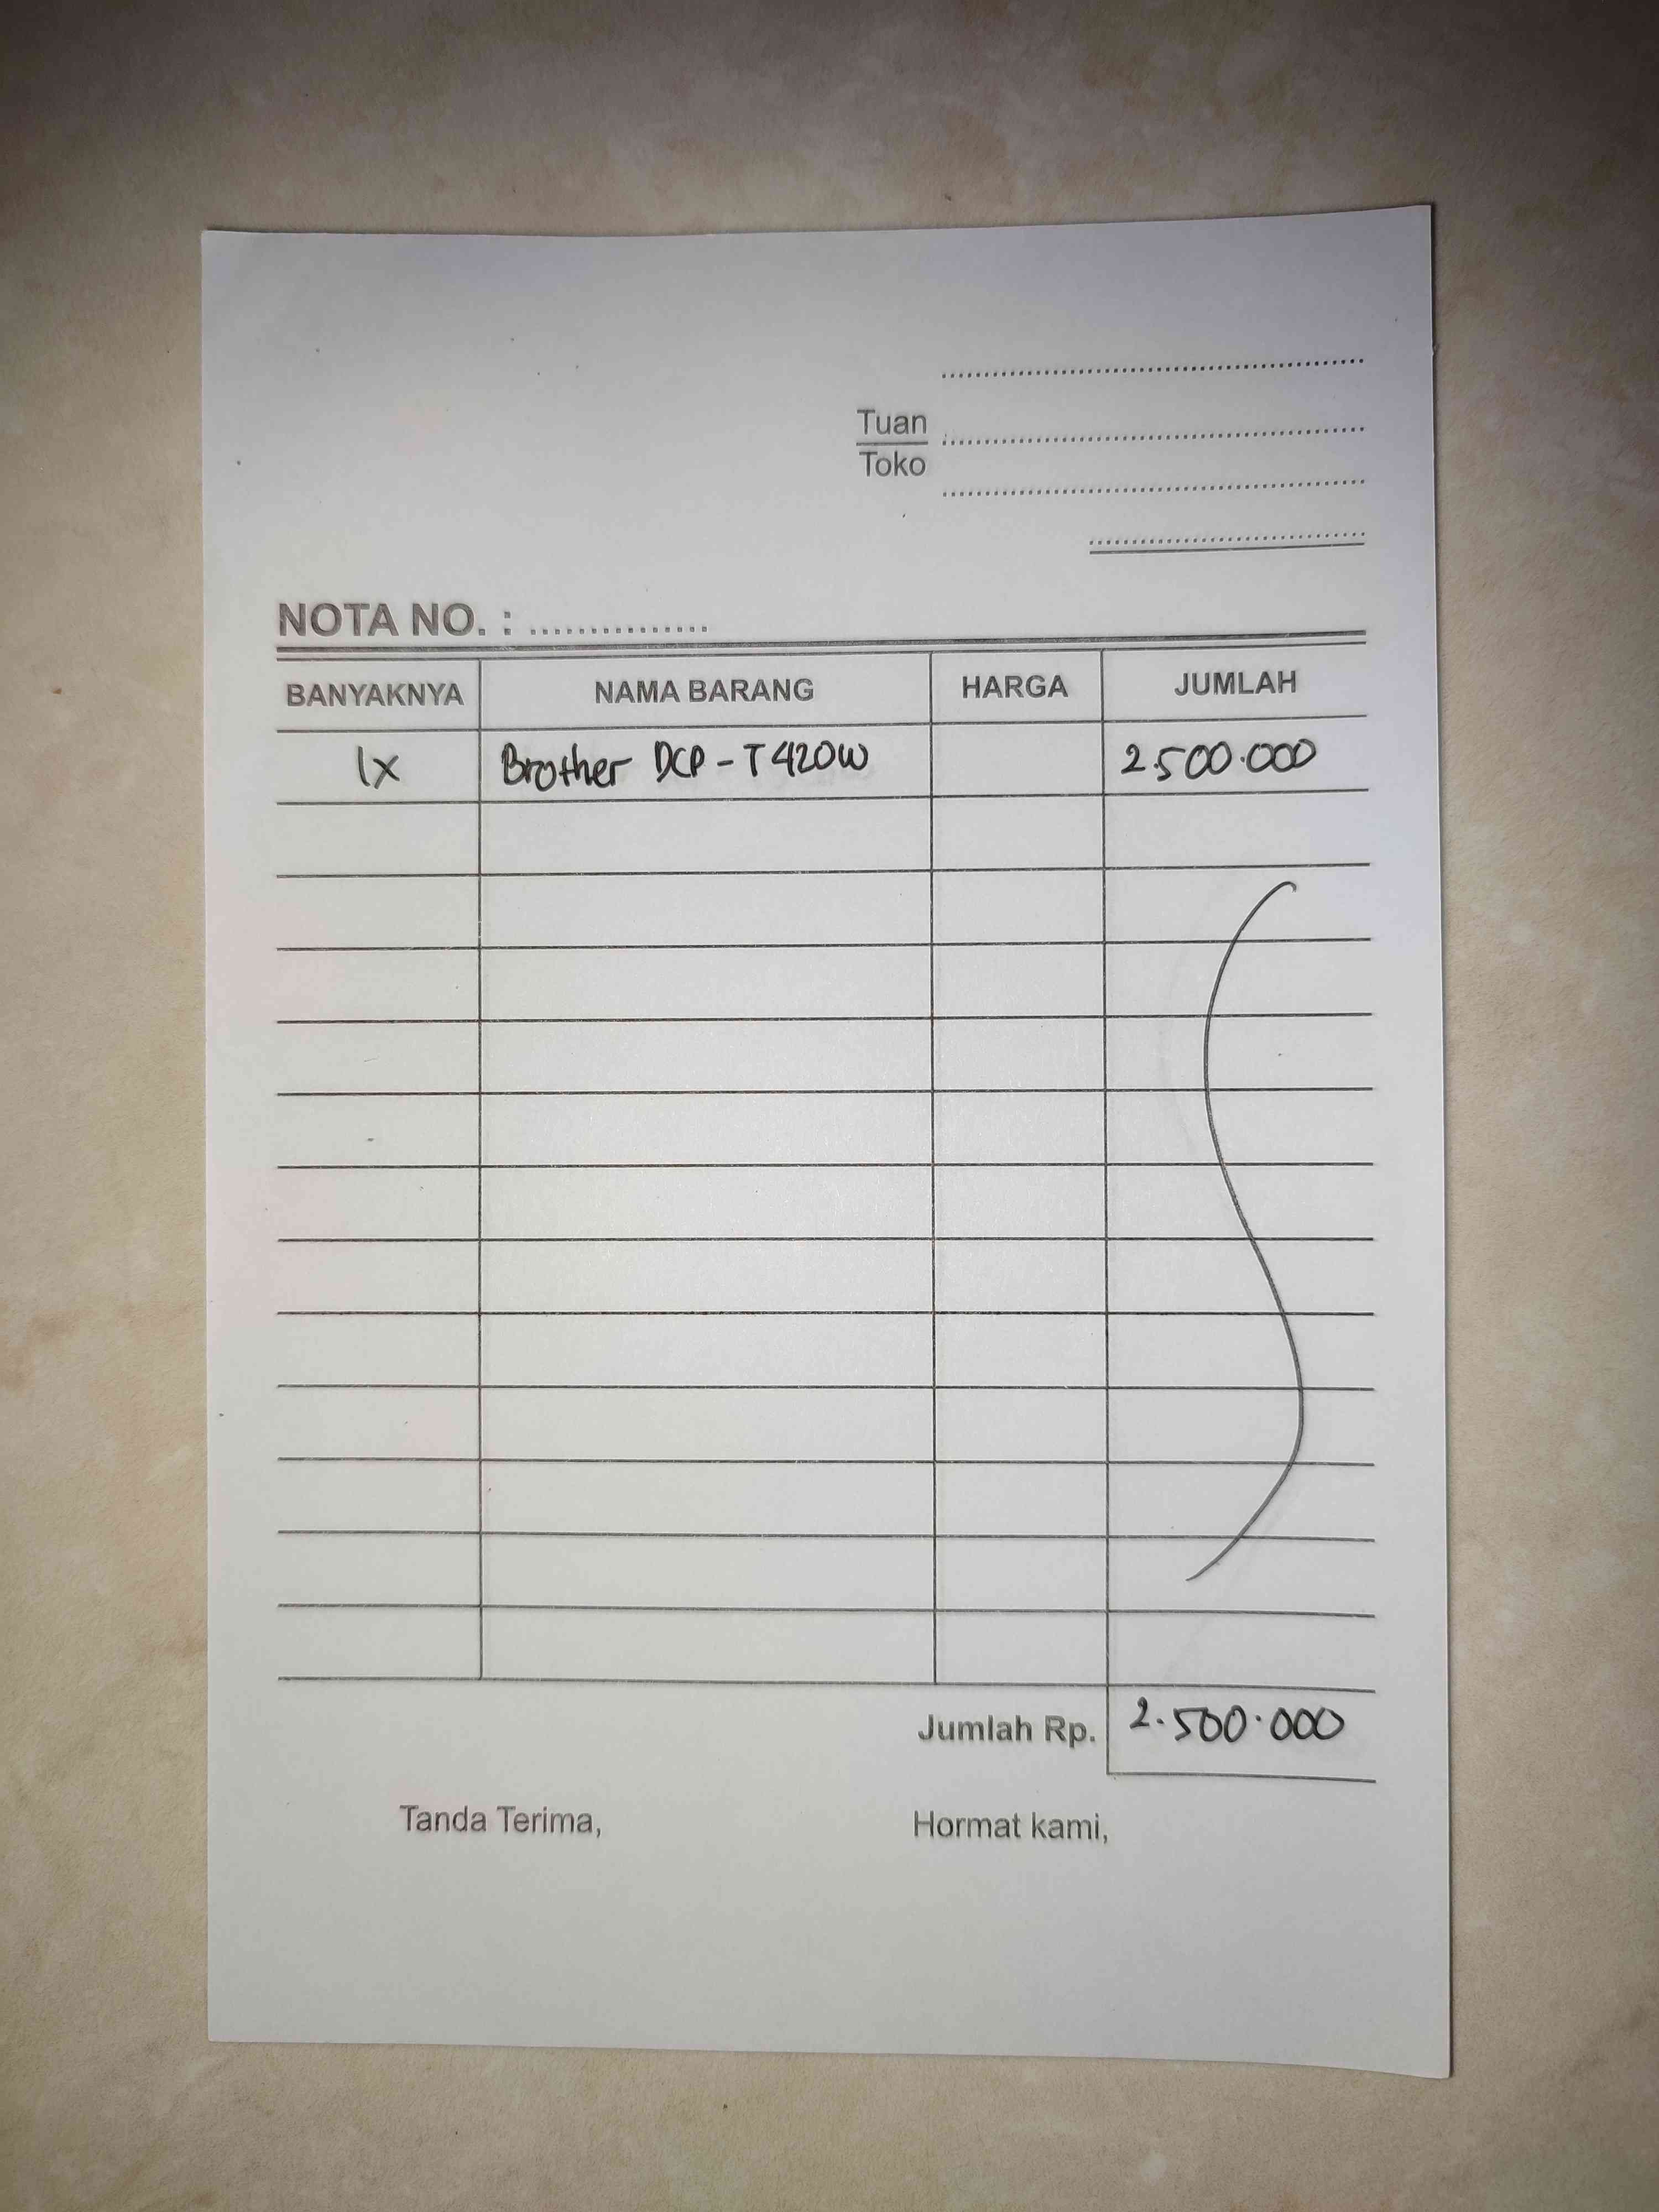 Tuan
Toko
NOTA NO. : ...............
BANYAKNYA NAMA BARANG HARGA JUMLAH
1x Brother DCP-T420W 2.500.000
Jumlah Rp. 2.500.000
Tanda Terima, Hormat kami,